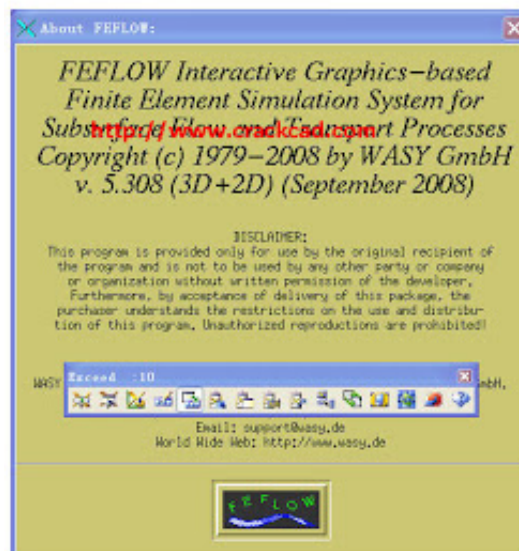 About FEFLOW:
FEFLOW Interactive Graphics-based
Finite Element Simulation System for
Subsurface Flow and Transport Processes
http://www.crackcad.com
Copyright (c) 1979-2008 by WASY GmbH
v. 5.308 (3D+2D) (September 2008)
DISCLAIMER:
This program is provided only for use by the original recipient of
the program and is not to be used by any other party or company
or organization without written permission of the developer.
Furthermore, by acceptance of delivery of this package, the
purchaser understands the restrictions on the use and distribu-
tion of this program. Unauthorized reproductions are prohibited!
Exceed :10
WASY
Email: support@wasy.de
World Wide Web: http://www.wasy.de
FEFLOW